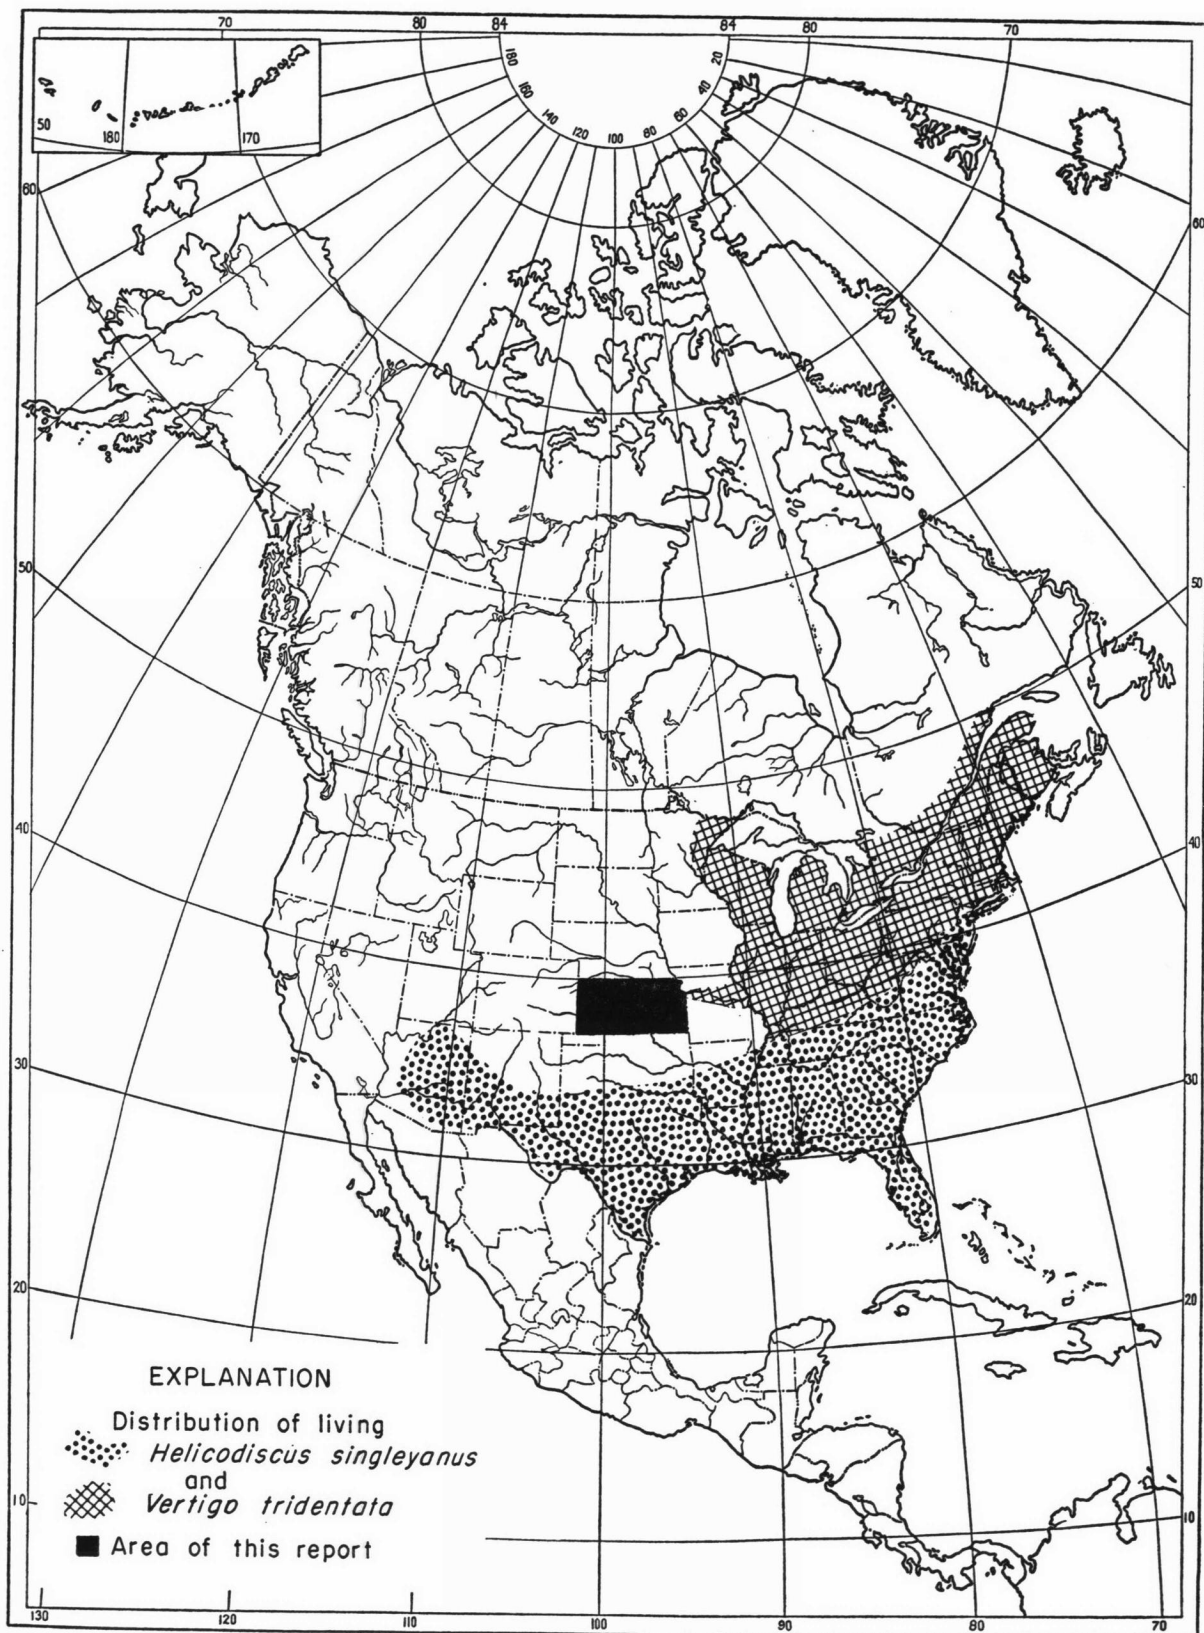 70 80 84 84 80 70
180 160 140 120 100 80 60 40 20
50 180 170
60 60
50 50
40 40
30 30
20 20
EXPLANATION
Distribution of living
Helicodiscus singleyanus
and
Vertigo tridentata
Area of this report
10 10
130 120 110 100 90 80 70